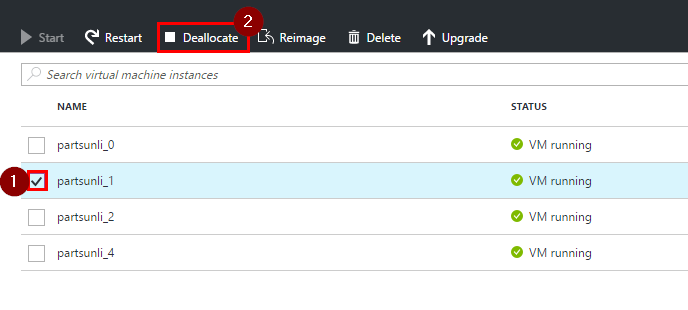 2
Start Restart Deallocate Reimage Delete Upgrade
Search virtual machine instances
NAME STATUS
partsunli_0 VM running
1 partsunli_1 VM running
partsunli_2 VM running
partsunli_4 VM running